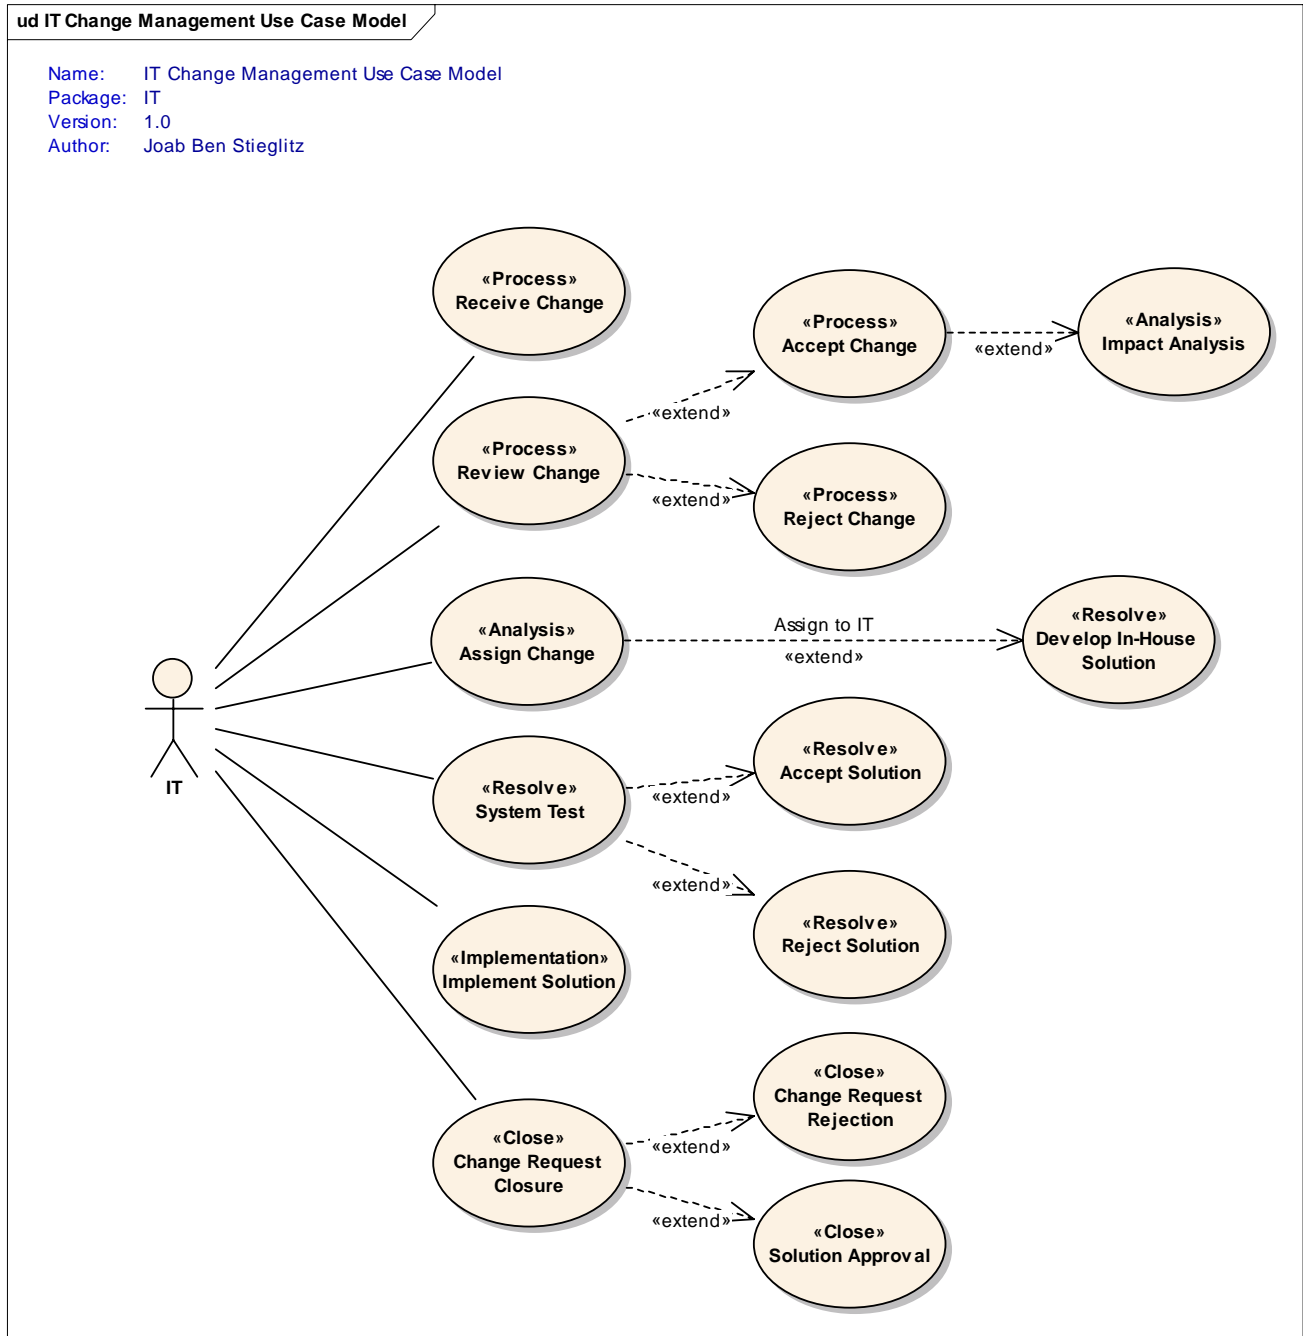 ud IT Change Management Use Case Model
Name: IT Change Management Use Case Model
Package: IT
Version: 1.0
Author: Joab Ben Stieglitz
«Process»
Receive Change
«Process»
Accept Change
«extend»
«Analysis»
Impact Analysis
«Process»
Review Change
«extend»
«extend»
«Process»
Reject Change
«Analysis»
Assign Change
Assign to IT
«extend»
«Resolve»
Develop In-House
Solution
IT
«Resolve»
System Test
«extend»
«Resolve»
Accept Solution
«extend»
«Resolve»
Reject Solution
«Implementation»
Implement Solution
«Close»
Change Request
Closure
«extend»
«Close»
Change Request
Rejection
«extend»
«Close»
Solution Approval